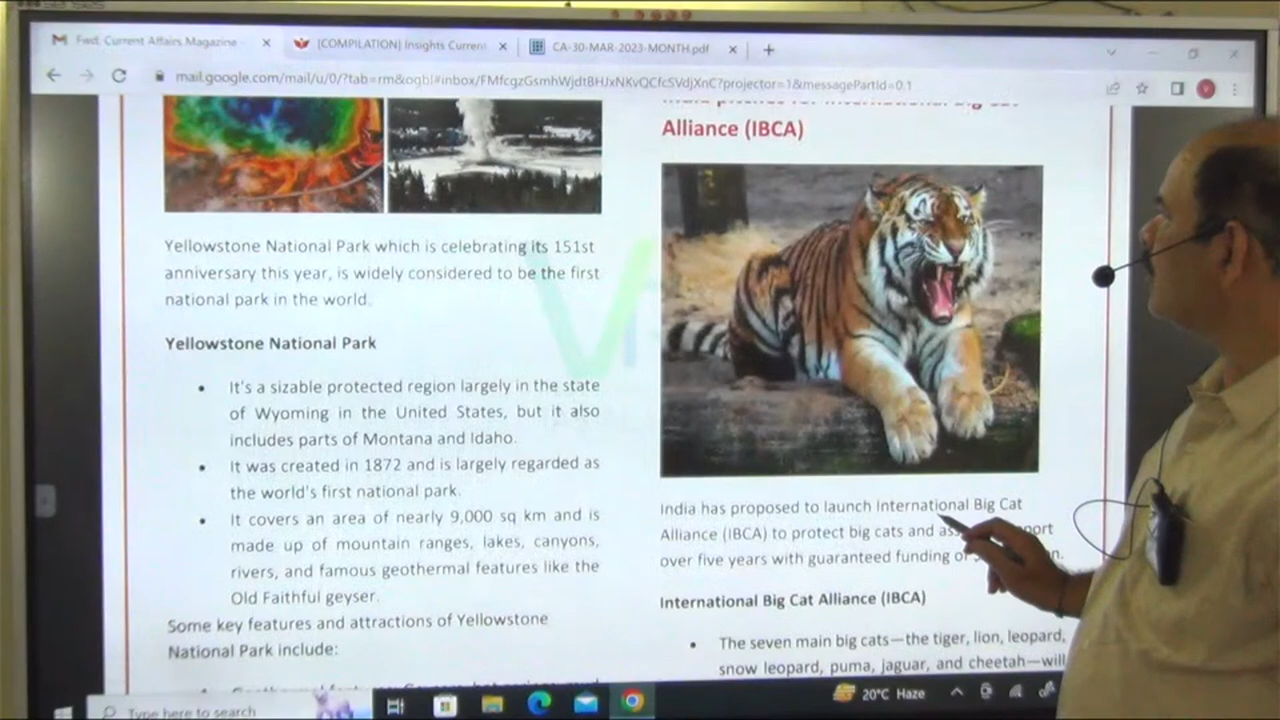 Fwd: Current Affairs Magazine -
[COMPILATION] Insights Current
CA-30-MAR-2023-MONTH.pdf
mail.google.com/mail/u/0/?tab=rm&ogbl#inbox/FMfcgzGsmhWjdtBHJxNKvQCfcSVdjXnC?projector=1&messagePartId=0.1
Yellowstone National Park which is celebrating its 151st
anniversary this year, is widely considered to be the first
national park in the world.
Yellowstone National Park
• It's a sizable protected region largely in the state
of Wyoming in the United States, but it also
includes parts of Montana and Idaho.
• It was created in 1872 and is largely regarded as
the world's first national park.
• It covers an area of nearly 9,000 sq km and is
made up of mountain ranges, lakes, canyons,
rivers, and famous geothermal features like the
Old Faithful geyser.
Some key features and attractions of Yellowstone
National Park include:
Alliance (IBCA)
India has proposed to launch International Big Cat
Alliance (IBCA) to protect big cats and
over five years with guaranteed funding
International Big Cat Alliance (IBCA)
• The seven main big cats—the tiger, lion, leopard,
snow leopard, puma, jaguar, and cheetah—will
Type here to search
20°C Haze